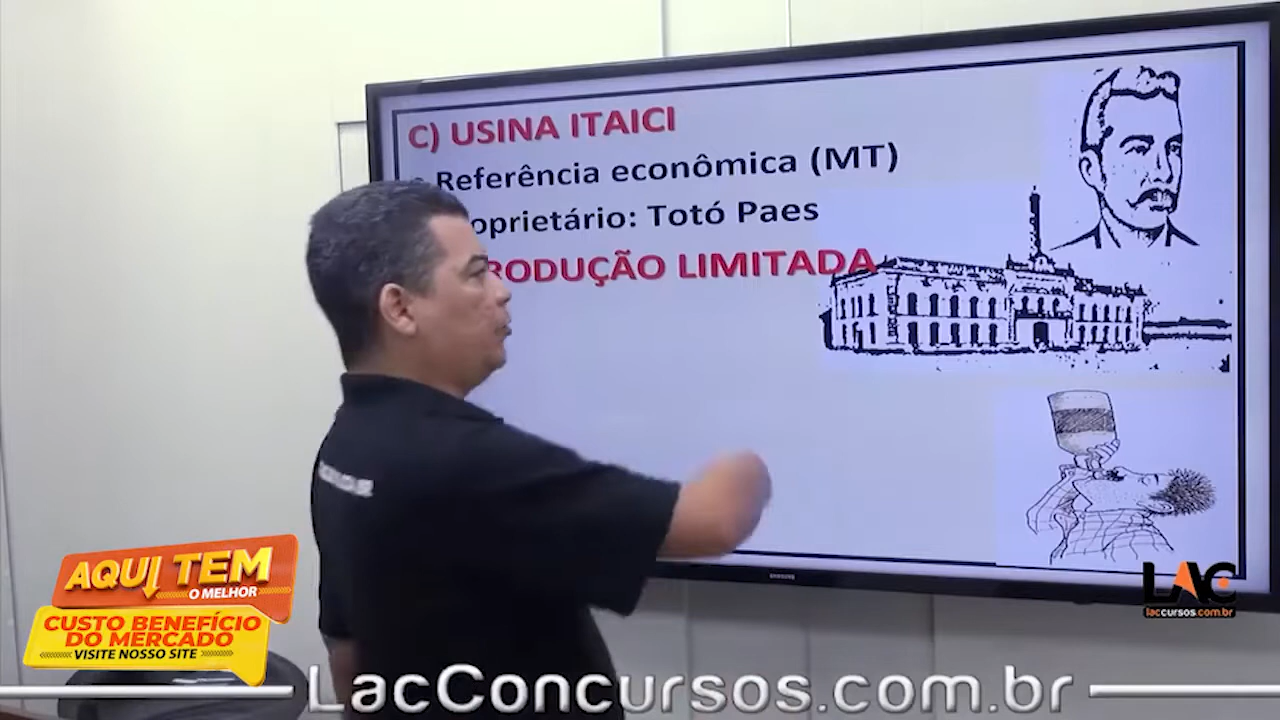 C) USINA ITAICI
Referência econômica (MT)
oprietário: Totó Paes
RODUÇÃO LIMITADA
SAMSUNG
LAC
laccursos.com.br
AQUI TEM
O MELHOR
CUSTO BENEFÍCIO
DO MERCADO
VISITE NOSSO SITE
LacConcursos.com.br